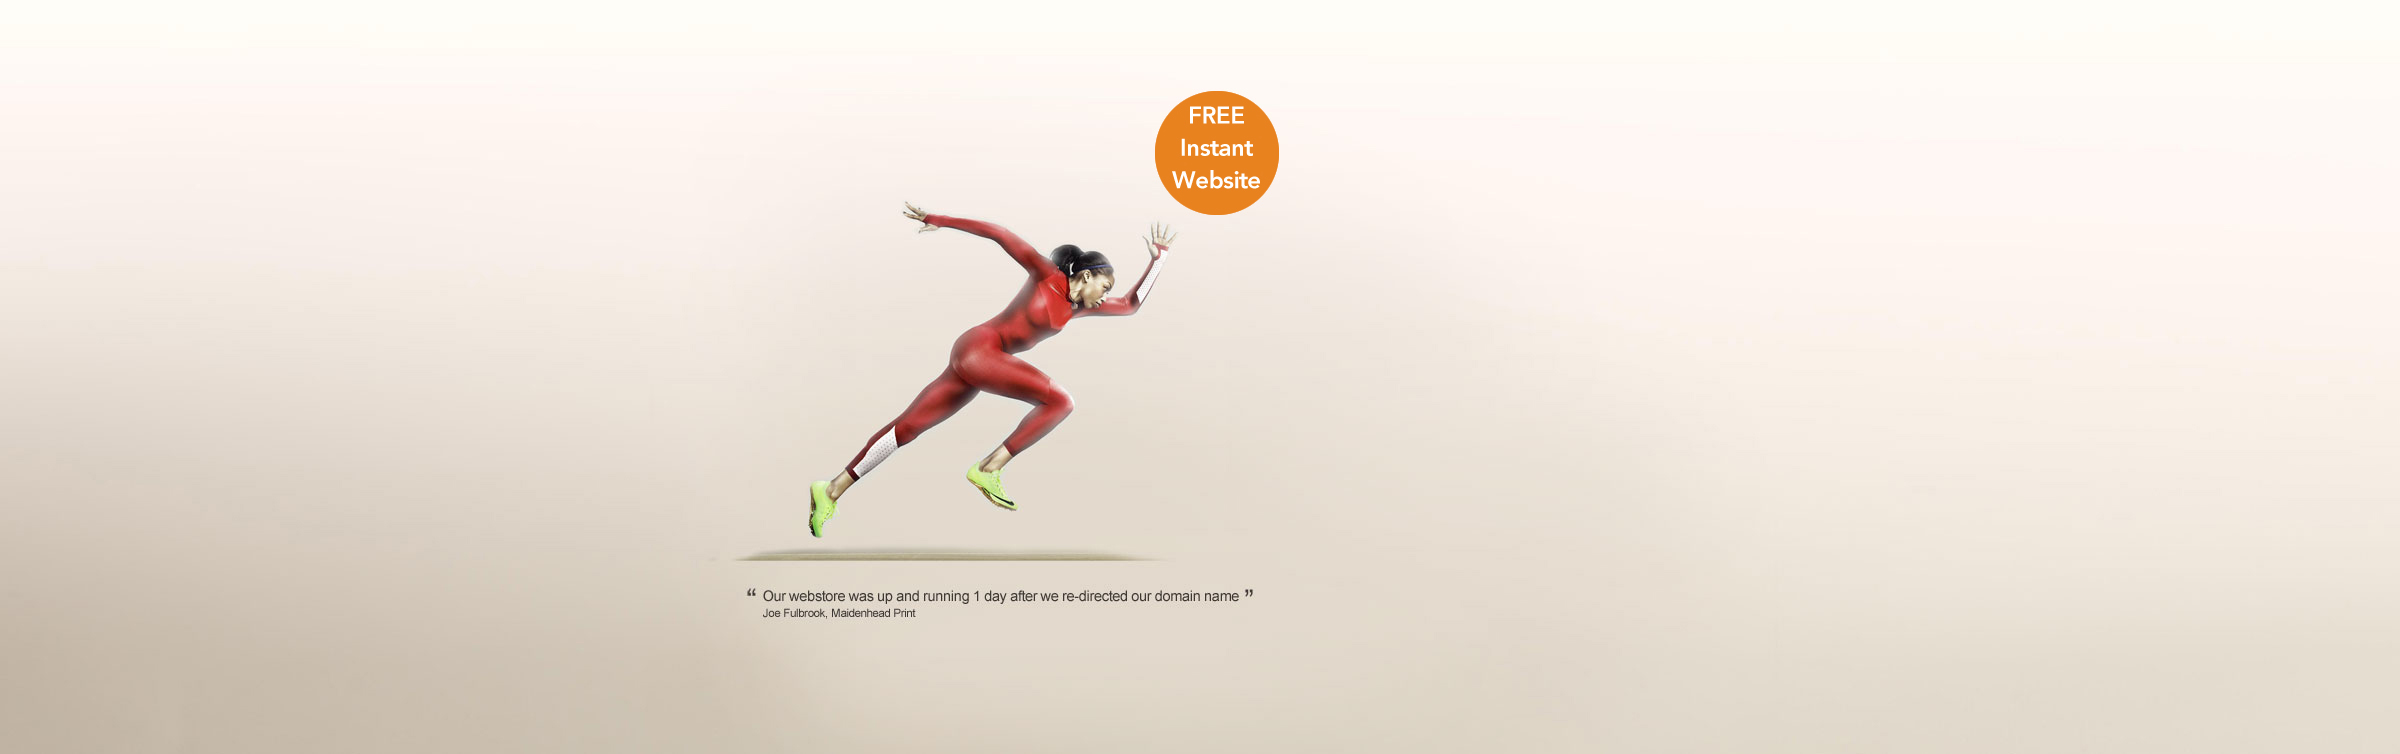 FREE
Instant
Website
“ Our webstore was up and running 1 day after we re-directed our domain name ”
Joe Fulbrook, Maidenhead Print